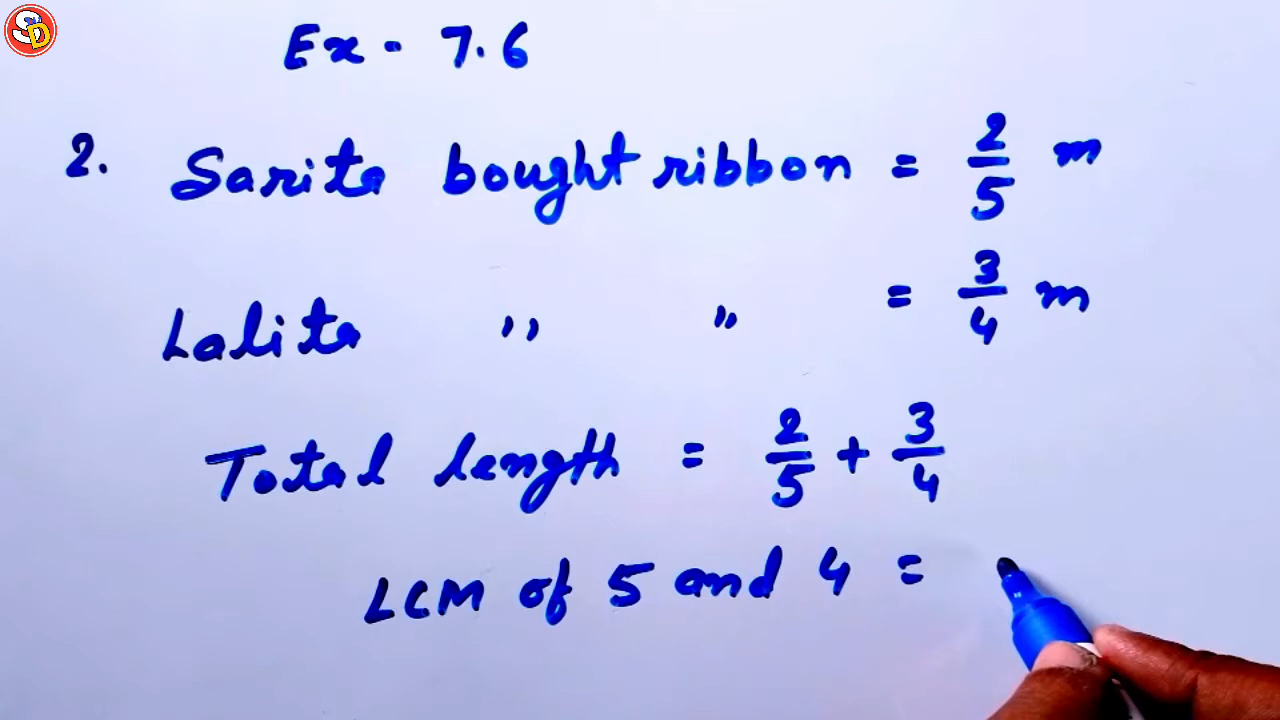 SD
Ex - 7.6
2. Sarita bought ribbon = 2/5 m
Lalita ,, ,, = 3/4 m
Total length = 2/5 + 3/4
LCM of 5 and 4 =